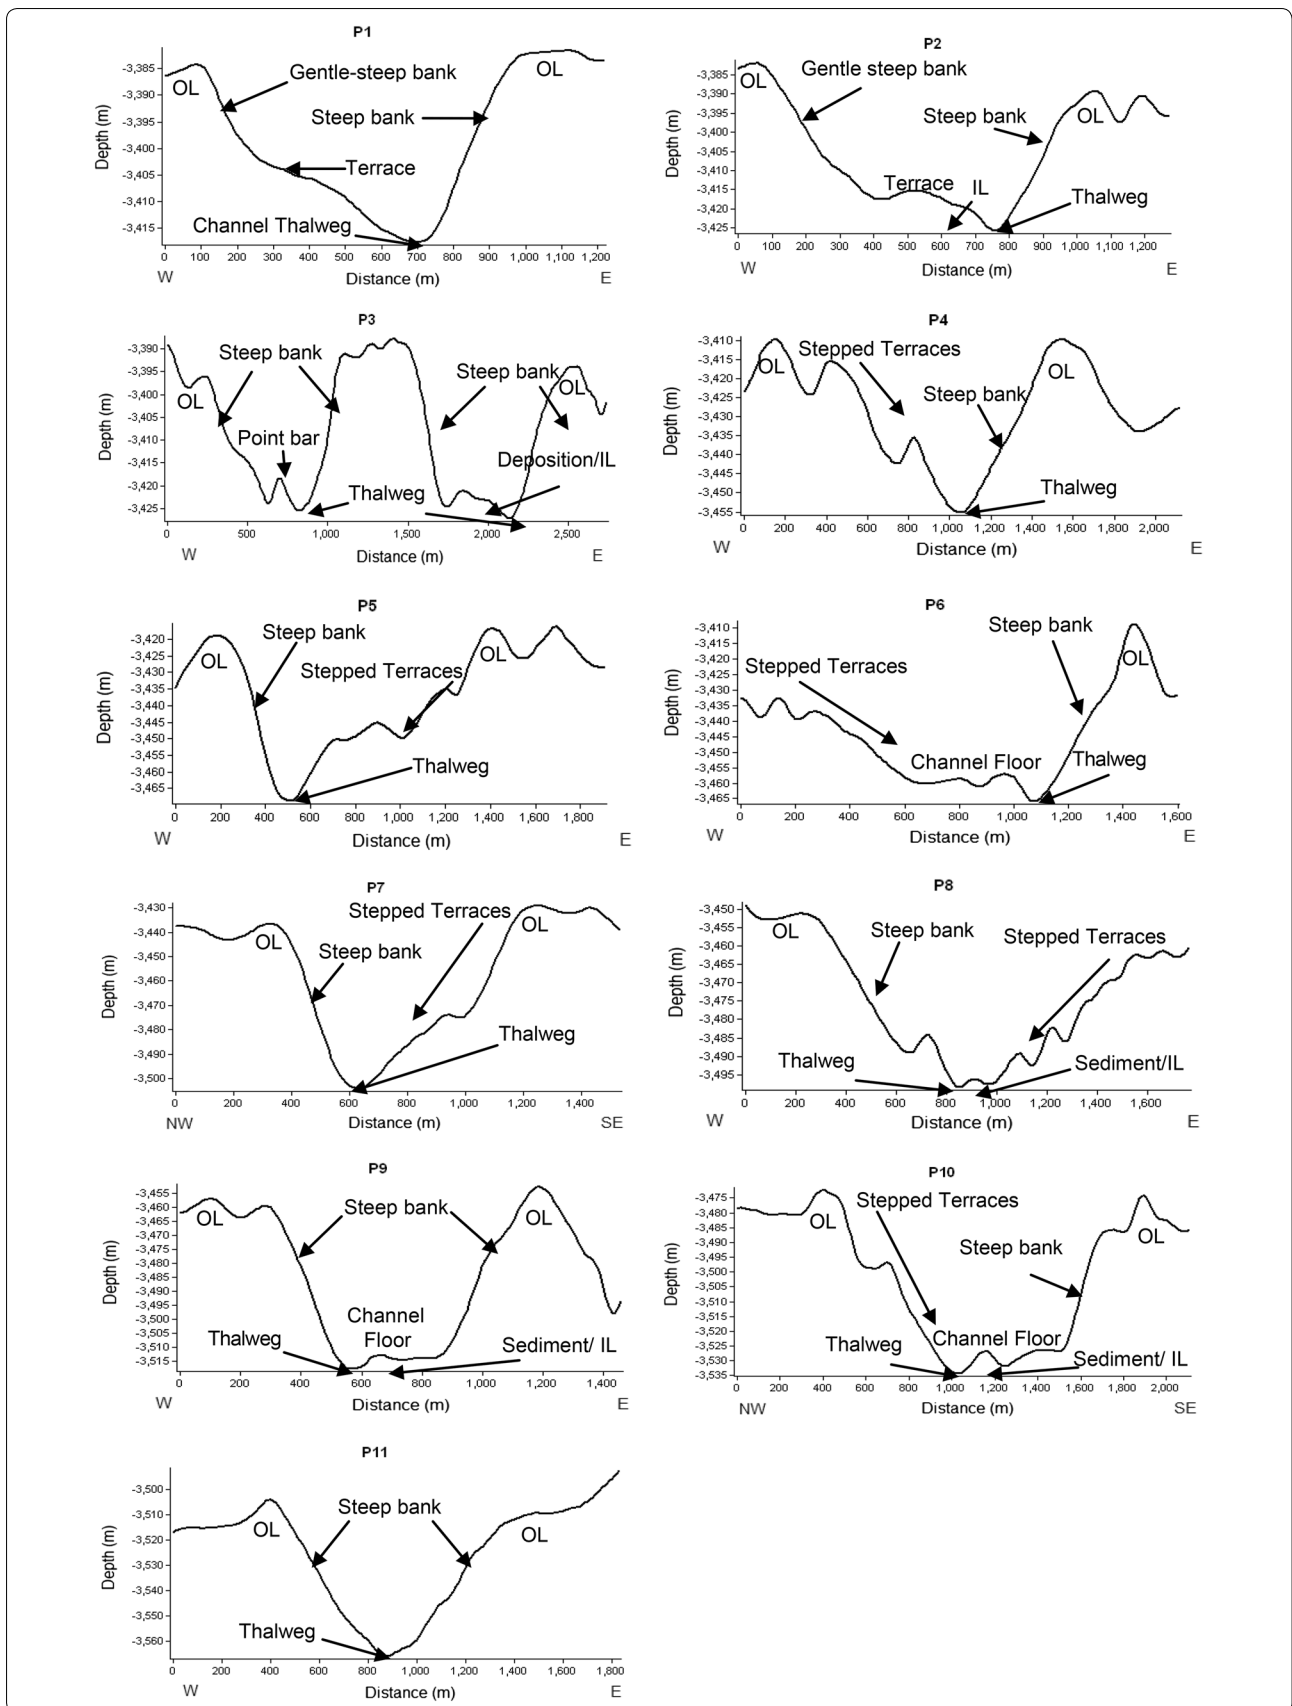 P1
-3,385
-3,390
-3,395
-3,400
-3,405
-3,410
-3,415
Depth (m)
OL
Gentle-steep bank
Steep bank
OL
Terrace
Channel Thalweg
0 100 200 300 400 500 600 700 800 900 1,000 1,100 1,200
W Distance (m) E
P2
-3,385
-3,390
-3,395
-3,400
-3,405
-3,410
-3,415
-3,420
-3,425
Depth (m)
OL
Gentle steep bank
Steep bank
OL
Terrace
IL
Thalweg
0 100 200 300 400 500 600 700 800 900 1,000 1,100 1,200
W Distance (m) E
P3
-3,390
-3,395
-3,400
-3,405
-3,410
-3,415
-3,420
-3,425
Depth (m)
Steep bank
Steep bank
OL
OL
Point bar
Deposition/IL
Thalweg
0 500 1,000 1,500 2,000 2,500
W Distance (m) E
P4
-3,410
-3,415
-3,420
-3,425
-3,430
-3,435
-3,440
-3,445
-3,450
-3,455
Depth (m)
OL
Stepped Terraces
Steep bank
OL
Thalweg
0 200 400 600 800 1,000 1,200 1,400 1,600 1,800 2,000
W Distance (m) E
P5
-3,420
-3,425
-3,430
-3,435
-3,440
-3,445
-3,450
-3,455
-3,460
-3,465
Depth (m)
OL
Steep bank
Stepped Terraces
OL
Thalweg
0 200 400 600 800 1,000 1,200 1,400 1,600 1,800
W Distance (m) E
P6
-3,410
-3,415
-3,420
-3,425
-3,430
-3,435
-3,440
-3,445
-3,450
-3,455
-3,460
-3,465
Depth (m)
Steep bank
OL
Stepped Terraces
Channel Floor
Thalweg
0 200 400 600 800 1,000 1,200 1,400 1,600
W Distance (m) E
P7
-3,430
-3,440
-3,450
-3,460
-3,470
-3,480
-3,490
-3,500
Depth (m)
Stepped Terraces
OL
OL
Steep bank
Thalweg
0 200 400 600 800 1,000 1,200 1,400
NW Distance (m) SE
P8
-3,450
-3,455
-3,460
-3,465
-3,470
-3,475
-3,480
-3,485
-3,490
-3,495
Depth (m)
OL
Steep bank
Stepped Terraces
Thalweg
Sediment/IL
0 200 400 600 800 1,000 1,200 1,400 1,600
W Distance (m) E
P9
-3,455
-3,460
-3,465
-3,470
-3,475
-3,480
-3,485
-3,490
-3,495
-3,500
-3,505
-3,510
-3,515
Depth (m)
OL
Steep bank
OL
Channel
Floor
Thalweg
Sediment/ IL
0 200 400 600 800 1,000 1,200 1,400
W Distance (m) E
P10
-3,475
-3,480
-3,485
-3,490
-3,495
-3,500
-3,505
-3,510
-3,515
-3,520
-3,525
-3,530
-3,535
Depth (m)
Stepped Terraces
OL
OL
Steep bank
Thalweg
Channel Floor
Sediment/ IL
0 200 400 600 800 1,000 1,200 1,400 1,600 1,800 2,000
NW Distance (m) SE
P11
-3,500
-3,510
-3,520
-3,530
-3,540
-3,550
-3,560
Depth (m)
OL
Steep bank
OL
Thalweg
0 200 400 600 800 1,000 1,200 1,400 1,600 1,800
W Distance (m) E